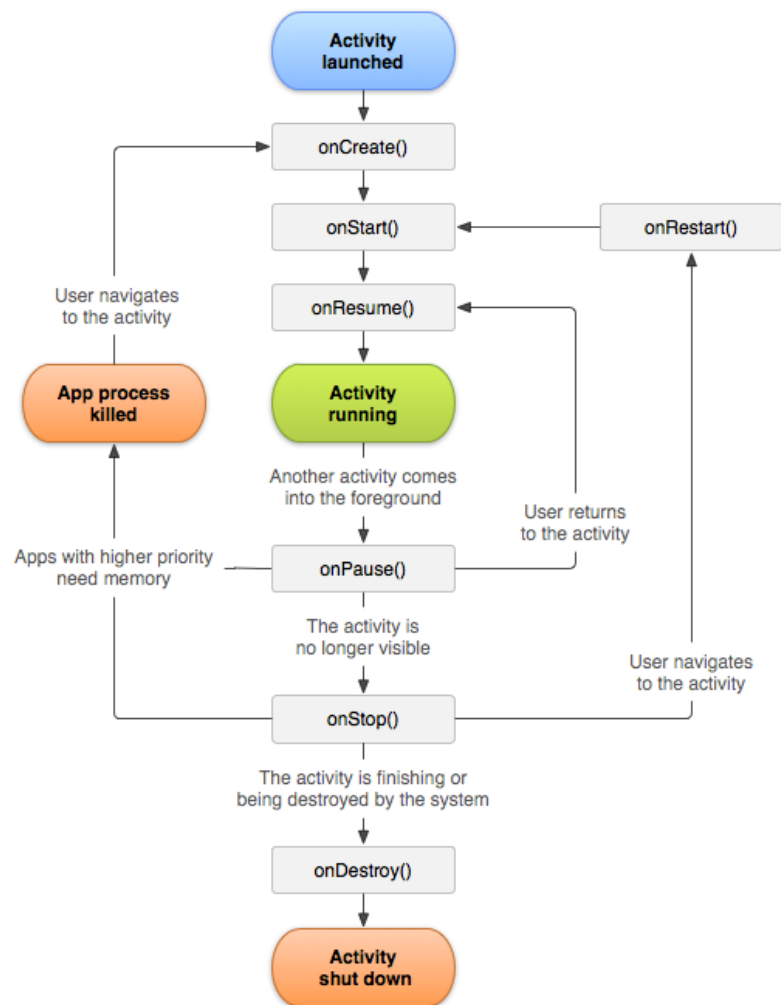 Activity
launched
onCreate()
onStart()
onRestart()
User navigates
to the activity
onResume()
App process
killed
Activity
running
Another activity comes
into the foreground
User returns
to the activity
Apps with higher priority
need memory
onPause()
The activity is
no longer visible
User navigates
to the activity
onStop()
The activity is finishing or
being destroyed by the system
onDestroy()
Activity
shut down